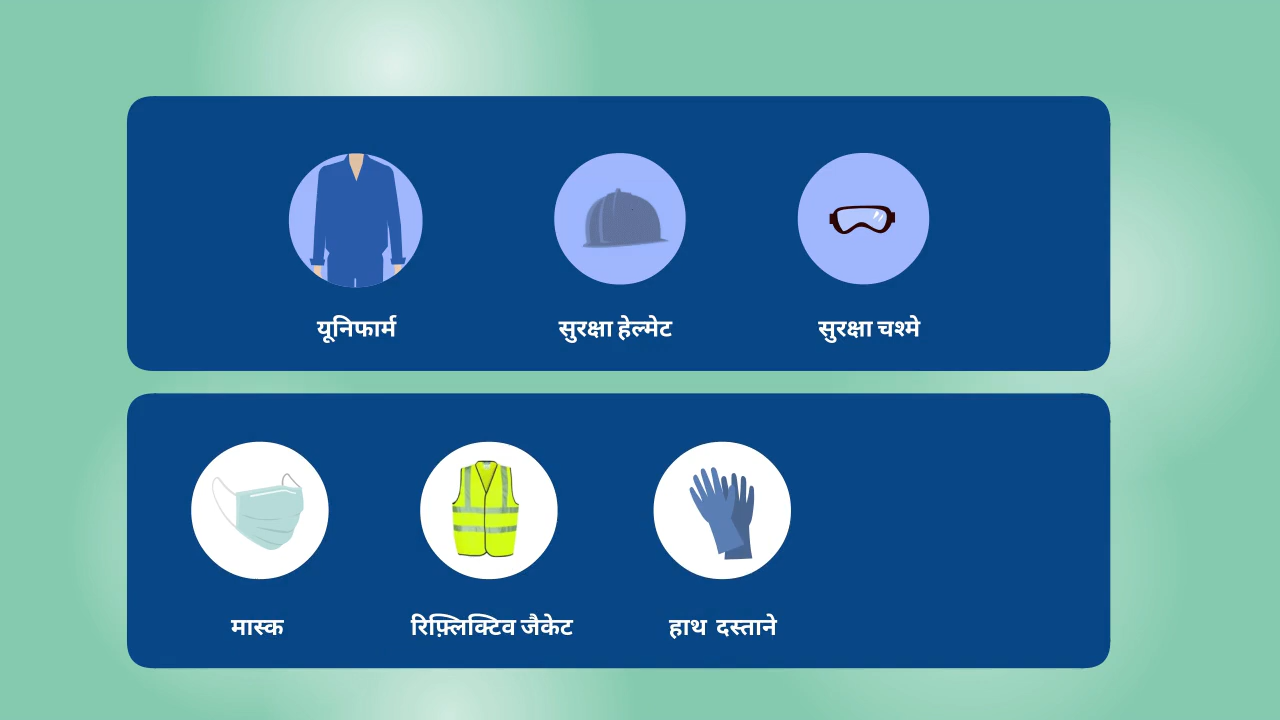 यूनिफार्म
सुरक्षा हेल्मेट
सुरक्षा चश्मे
मास्क
रिफ़्लिक्टिव जैकेट
हाथ दस्ताने